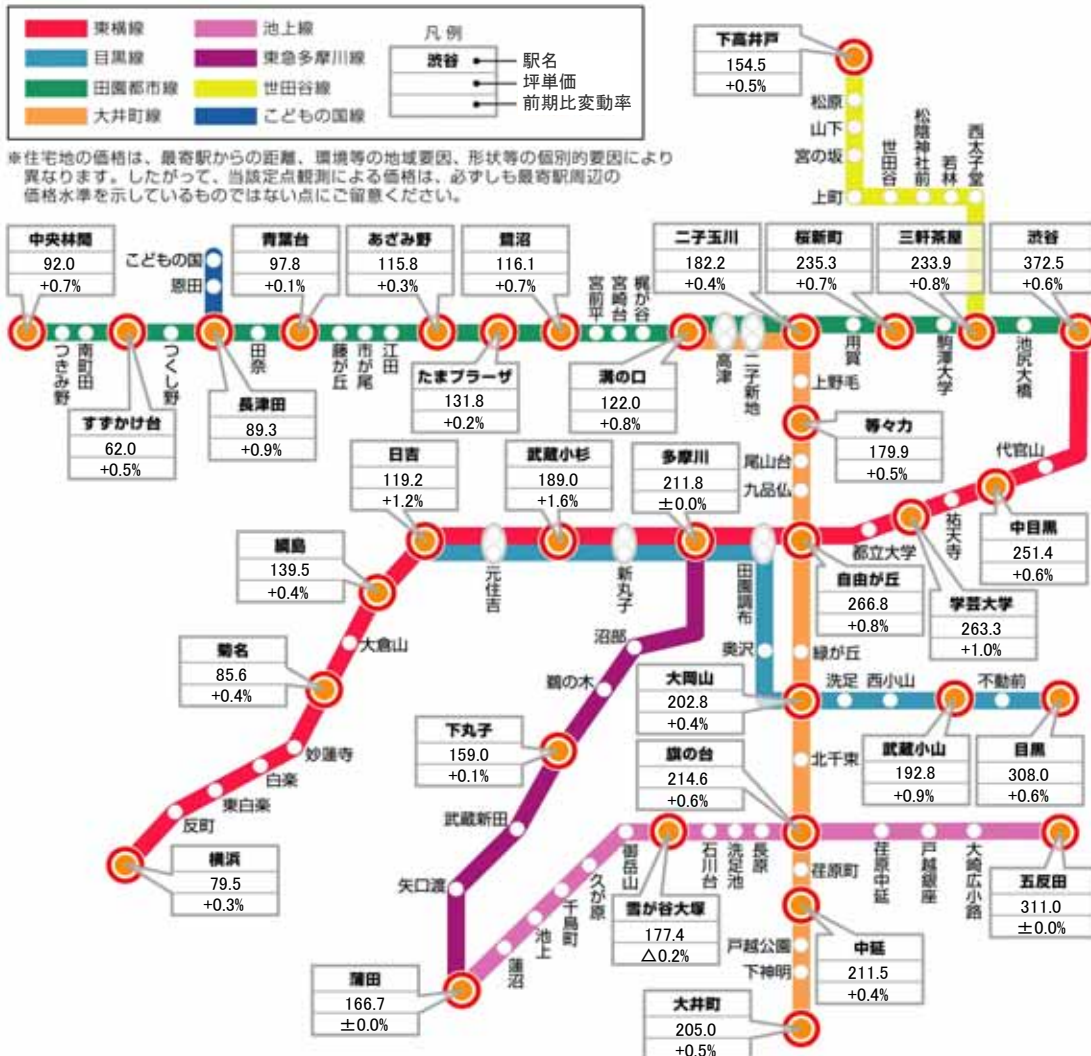 東横線
目黒線
田園都市線
大井町線
池上線
東急多摩川線
世田谷線
こどもの国線
凡例
渋谷
駅名
坪単価
前期比変動率
※住宅地の価格は、最寄駅からの距離、環境等の地域要因、形状等の個別的要因により
異なります。したがって、当該定点観測による価格は、必ずしも最寄駅周辺の
価格水準を示しているものではない点にご留意ください。
下高井戸
154.5
+0.5%
松原
山下
宮の坂
上町
世田谷
松陰神社前
若林
西太子堂
中央林間
92.0
+0.7%
こどもの国
恩田
青葉台
97.8
+0.1%
あざみ野
115.8
+0.3%
鷺沼
116.1
+0.7%
宮前平
宮崎台
梶が谷
二子玉川
182.2
+0.4%
桜新町
235.3
+0.7%
三軒茶屋
233.9
+0.8%
渋谷
372.5
+0.6%
つきみ野
南町田
すずかけ台
62.0
+0.5%
つくし野
長津田
89.3
+0.9%
田奈
藤が丘
市が尾
江田
たまプラーザ
131.8
+0.2%
溝の口
122.0
+0.8%
高津
二子新地
用賀
駒澤大学
池尻大橋
上野毛
等々力
179.9
+0.5%
尾山台
九品仏
代官山
日吉
119.2
+1.2%
武蔵小杉
189.0
+1.6%
多摩川
211.8
±0.0%
中目黒
251.4
+0.6%
祐天寺
学芸大学
263.3
+1.0%
都立大学
自由が丘
266.8
+0.8%
田園調布
新丸子
元住吉
綱島
139.5
+0.4%
大倉山
菊名
85.6
+0.4%
妙蓮寺
白楽
東白楽
反町
横浜
79.5
+0.3%
沼部
鵜の木
下丸子
159.0
+0.1%
武蔵新田
矢口渡
蒲田
166.7
±0.0%
奥沢
緑が丘
大岡山
202.8
+0.4%
洗足
西小山
武蔵小山
192.8
+0.9%
不動前
目黒
308.0
+0.6%
北千束
旗の台
214.6
+0.6%
蓮沼
池上
千鳥町
久が原
御岳山
雪が谷大塚
177.4
△0.2%
石川台
洗足池
長原
荏原中延
戸越銀座
大崎広小路
五反田
311.0
±0.0%
荏原町
中延
211.5
+0.4%
戸越公園
下神明
大井町
205.0
+0.5%